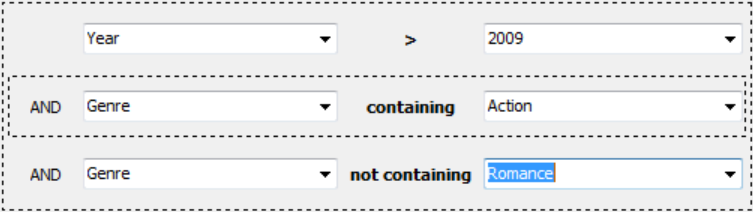 Year > 2009
AND Genre containing Action
AND Genre not containing Romance